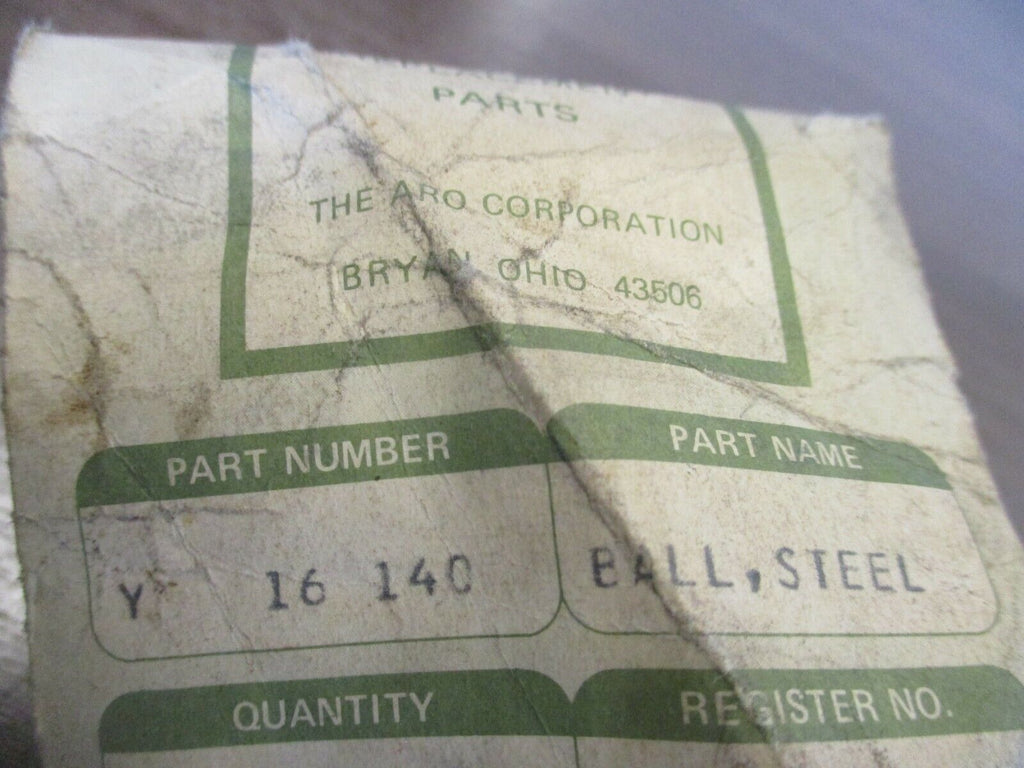 PARTS
THE ARO CORPORATION
BRYAN, OHIO 43506
PART NUMBER PART NAME
Y 16 140 BALL, STEEL
QUANTITY REGISTER NO.